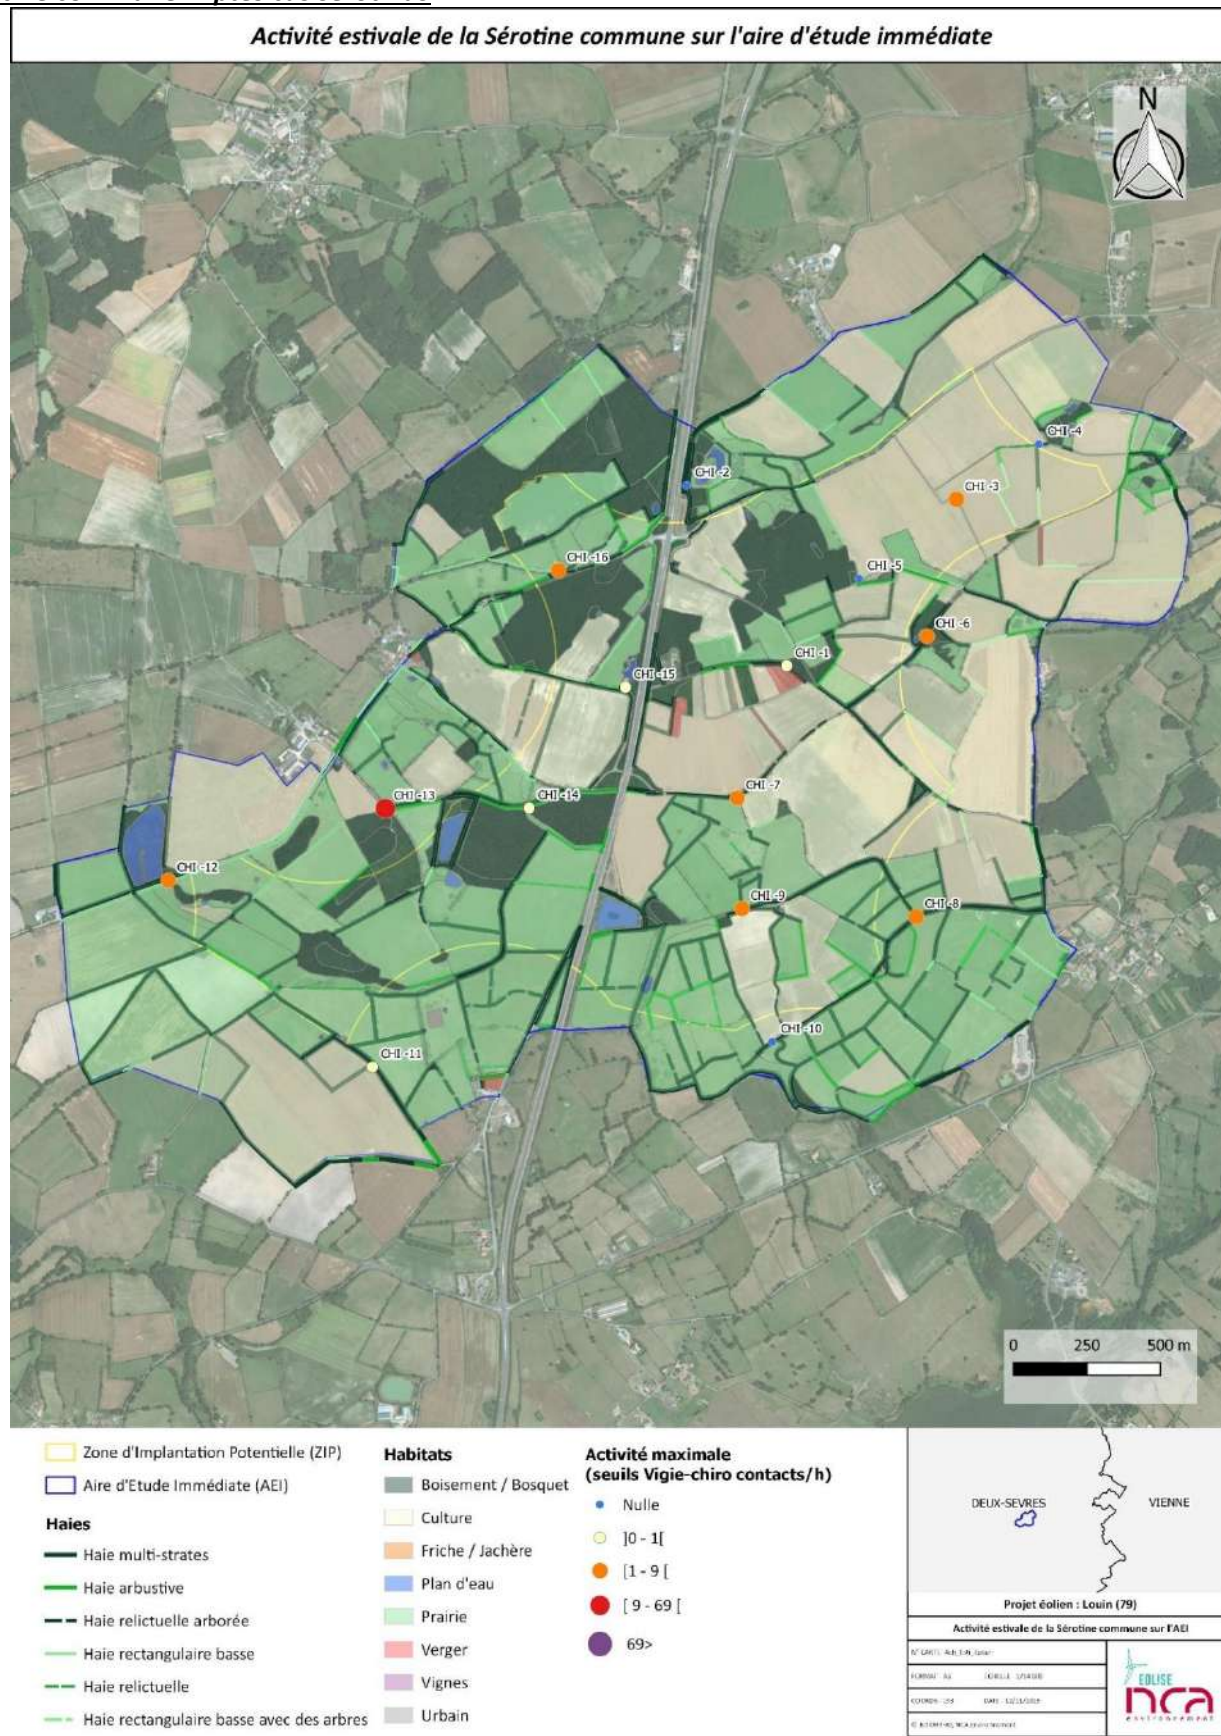 Activité estivale de la Sérotine commune sur l'aire d'étude immédiate
N
CHI -4
CHI -2
CHI -3
CHI -16
CHI -5
CHI -6
CHI -1
CHI -15
CHI -7
CHI -13
CHI -14
CHI -12
CHI -9
CHI -8
CHI -10
CHI -11
0 250 500 m
Zone d'Implantation Potentielle (ZIP)
Aire d'Etude Immédiate (AEI)
Haies
Haie multi-strates
Haie arbustive
Haie relictuelle arborée
Haie rectangulaire basse
Haie relictuelle
Haie rectangulaire basse avec des arbres
Habitats
Boisement / Bosquet
Culture
Friche / Jachère
Plan d'eau
Prairie
Verger
Vignes
Urbain
Activité maximale
(seuils Vigie-chiro contacts/h)
Nulle
]0 - 1[
[1 - 9 [
[ 9 - 69 [
69>
DEUX-SEVRES
VIENNE
Projet éolien : Louin (79)
Activité estivale de la Sérotine commune sur l'AEI
EOLISE
nca
environnement